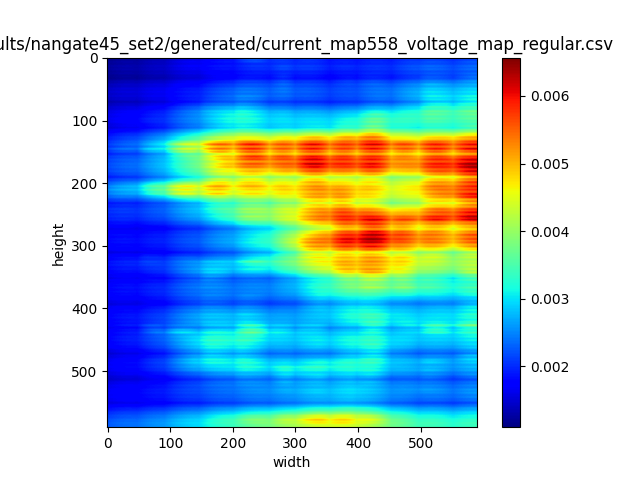 ults/nangate45_set2/generated/current_map558_voltage_map_regular.csv
0
100
200
300
400
500
height
0 100 200 300 400 500
width
0.006
0.005
0.004
0.003
0.002